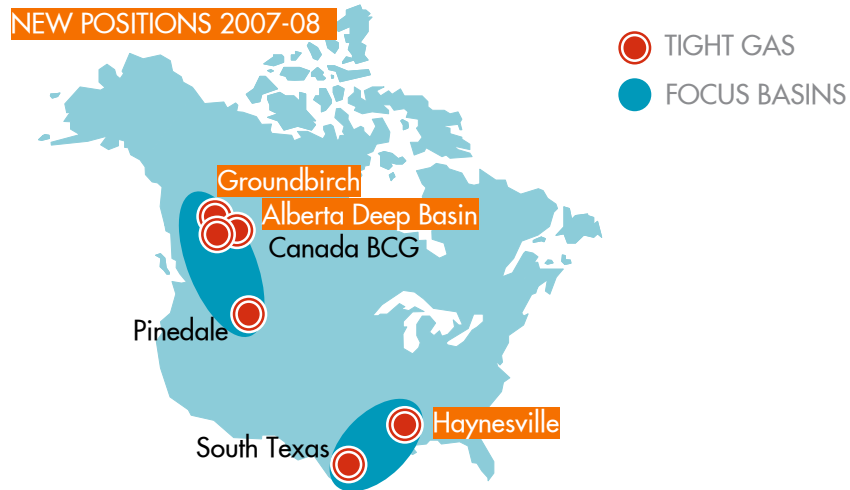 NEW POSITIONS 2007-08
TIGHT GAS
FOCUS BASINS
Groundbirch
Alberta Deep Basin
Canada BCG
Pinedale
Haynesville
South Texas